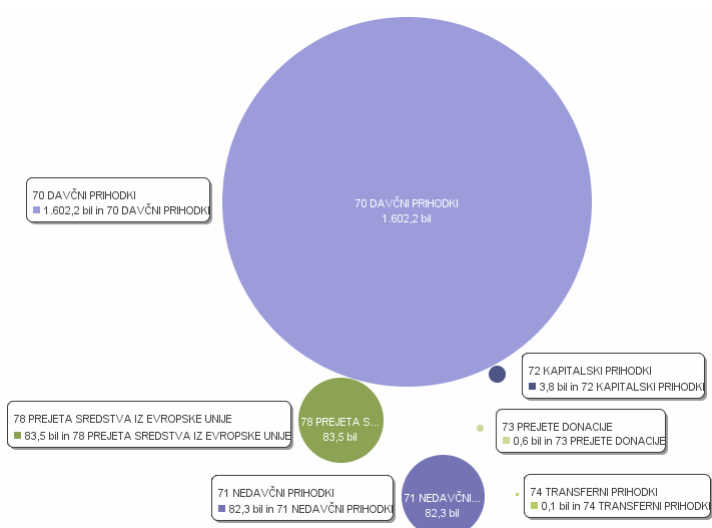 70 DAVČNI PRIHODKI
1.602,2 bil in 70 DAVČNI PRIHODKI
70 DAVČNI PRIHODKI
1.602,2 bil
72 KAPITALSKI PRIHODKI
3,8 bil in 72 KAPITALSKI PRIHODKI
78 PREJETA SREDSTVA IZ EVROPSKE UNIJE
83,5 bil in 78 PREJETA SREDSTVA IZ EVROPSKE UNIJE
78 PREJETA S...
83,5 bil
73 PREJETE DONACIJE
0,6 bil in 73 PREJETE DONACIJE
71 NEDAVČNI PRIHODKI
82,3 bil in 71 NEDAVČNI PRIHODKI
71 NEDAVČNI...
82,3 bil
74 TRANSFERNI PRIHODKI
0,1 bil in 74 TRANSFERNI PRIHODKI